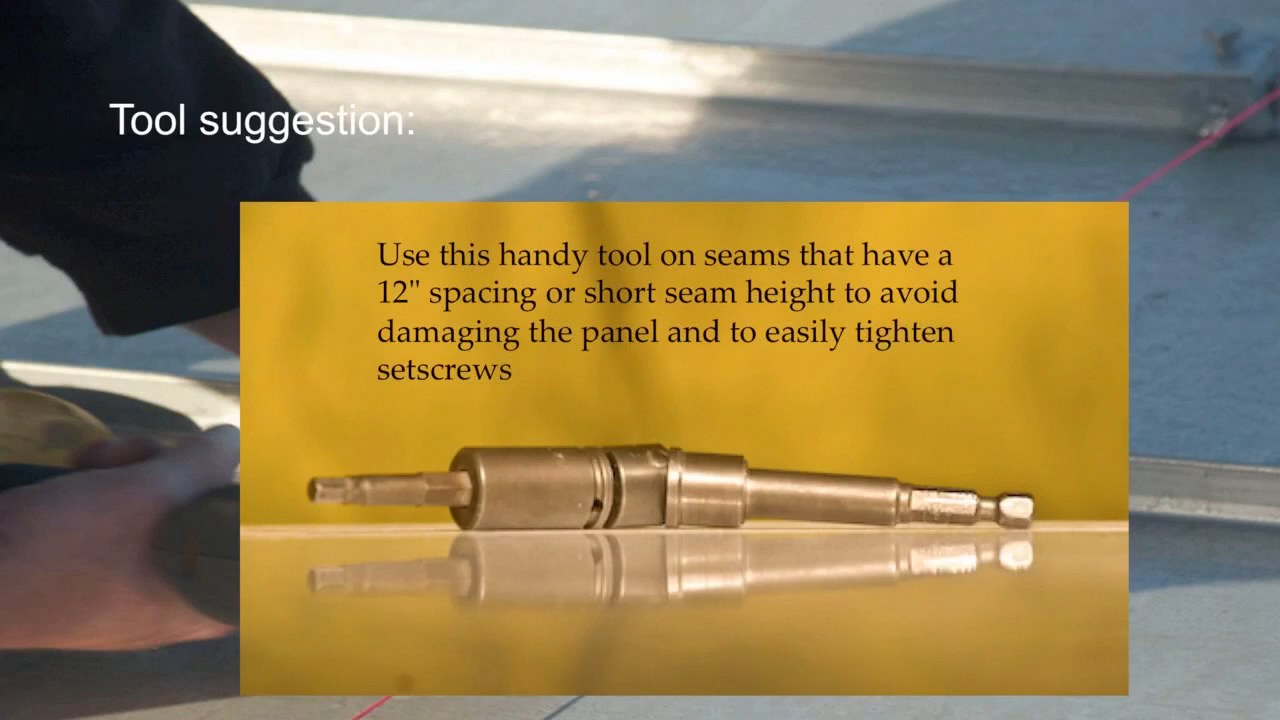 Tool suggestion:
Use this handy tool on seams that have a
12" spacing or short seam height to avoid
damaging the panel and to easily tighten
setscrews